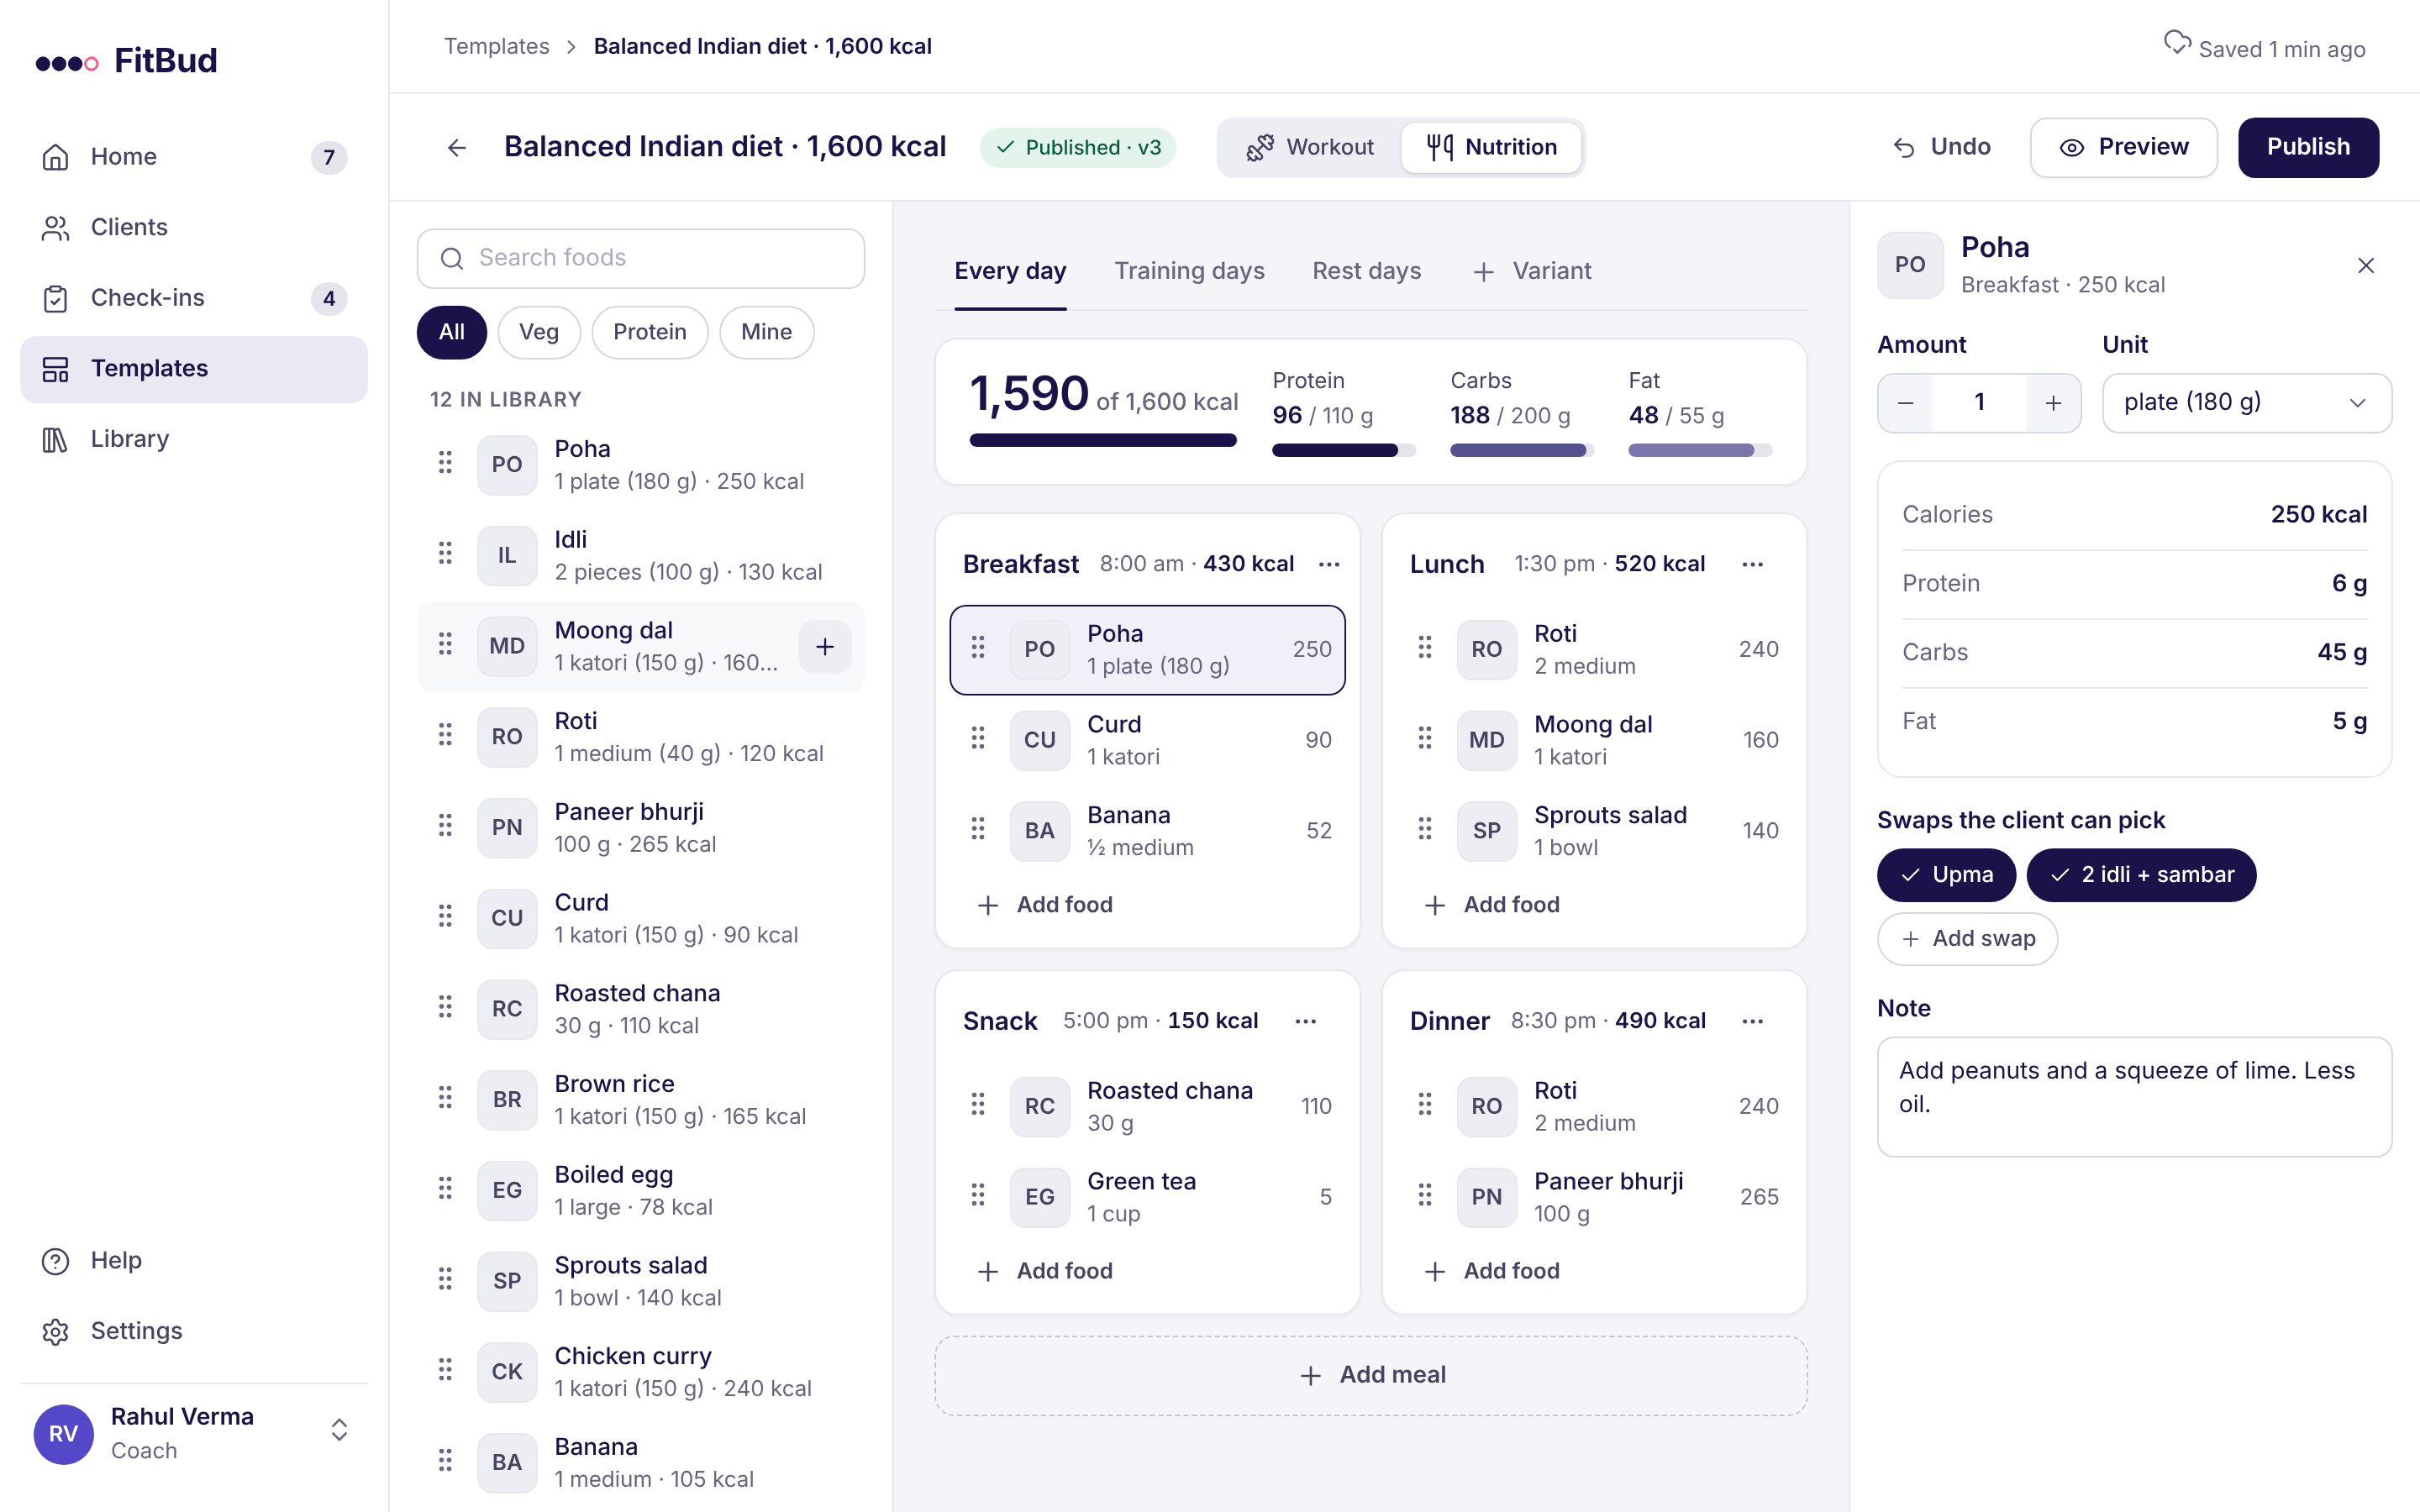 FitBud
Home 7
Clients
Check-ins 4
Templates
Library
Help
Settings
RV
Rahul Verma
Coach
Templates > Balanced Indian diet · 1,600 kcal
Saved 1 min ago
Balanced Indian diet · 1,600 kcal
Published · v3
Workout
Nutrition
Undo
Preview
Publish
Search foods
All
Veg
Protein
Mine
12 IN LIBRARY
PO
Poha
1 plate (180 g) · 250 kcal
IL
Idli
2 pieces (100 g) · 130 kcal
MD
Moong dal
1 katori (150 g) · 160...
RO
Roti
1 medium (40 g) · 120 kcal
PN
Paneer bhurji
100 g · 265 kcal
CU
Curd
1 katori (150 g) · 90 kcal
RC
Roasted chana
30 g · 110 kcal
BR
Brown rice
1 katori (150 g) · 165 kcal
EG
Boiled egg
1 large · 78 kcal
SP
Sprouts salad
1 bowl · 140 kcal
CK
Chicken curry
1 katori (150 g) · 240 kcal
BA
Banana
1 medium · 105 kcal
Every day
Training days
Rest days
+ Variant
1,590 of 1,600 kcal
Protein
96 / 110 g
Carbs
188 / 200 g
Fat
48 / 55 g
Breakfast 8:00 am · 430 kcal
PO
Poha
1 plate (180 g)
250
CU
Curd
1 katori
90
BA
Banana
½ medium
52
+ Add food
Lunch 1:30 pm · 520 kcal
RO
Roti
2 medium
240
MD
Moong dal
1 katori
160
SP
Sprouts salad
1 bowl
140
+ Add food
Snack 5:00 pm · 150 kcal
RC
Roasted chana
30 g
110
EG
Green tea
1 cup
5
+ Add food
Dinner 8:30 pm · 490 kcal
RO
Roti
2 medium
240
PN
Paneer bhurji
100 g
265
+ Add food
+ Add meal
PO
Poha
Breakfast · 250 kcal
Amount
− 1 +
Unit
plate (180 g)
Calories 250 kcal
Protein 6 g
Carbs 45 g
Fat 5 g
Swaps the client can pick
Upma
2 idli + sambar
+ Add swap
Note
Add peanuts and a squeeze of lime. Less
oil.